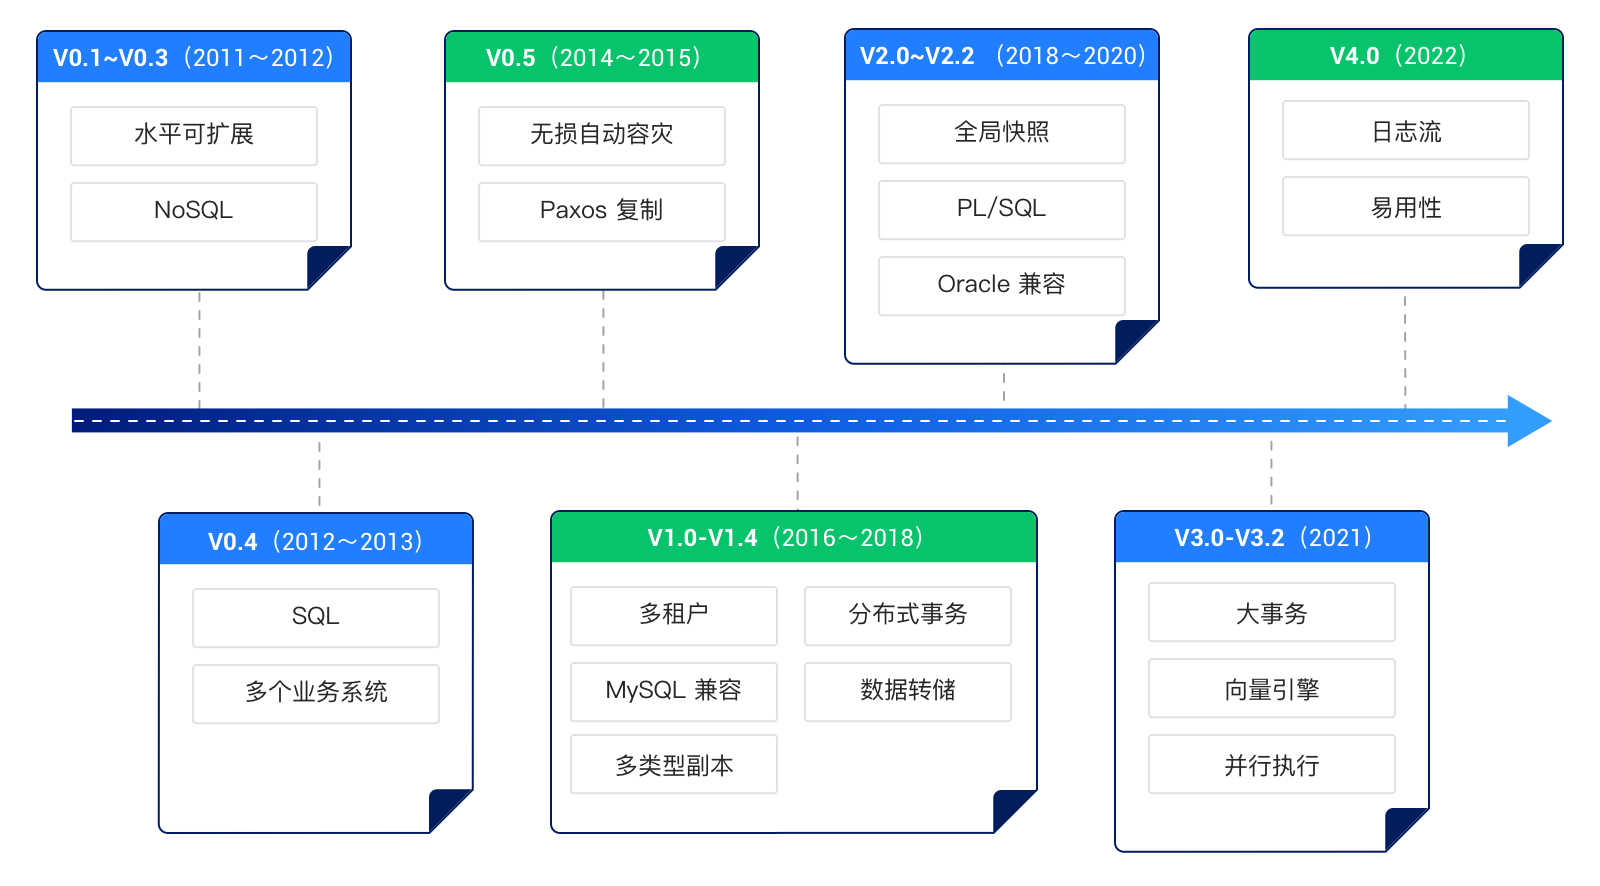 V0.1~V0.3（2011～2012）
水平可扩展
NoSQL
V0.5（2014～2015）
无损自动容灾
Paxos 复制
V2.0~V2.2 （2018～2020）
全局快照
PL/SQL
Oracle 兼容
V4.0（2022）
日志流
易用性
V0.4（2012～2013）
SQL
多个业务系统
V1.0-V1.4（2016～2018）
多租户
分布式事务
MySQL 兼容
数据转储
多类型副本
V3.0-V3.2（2021）
大事务
向量引擎
并行执行